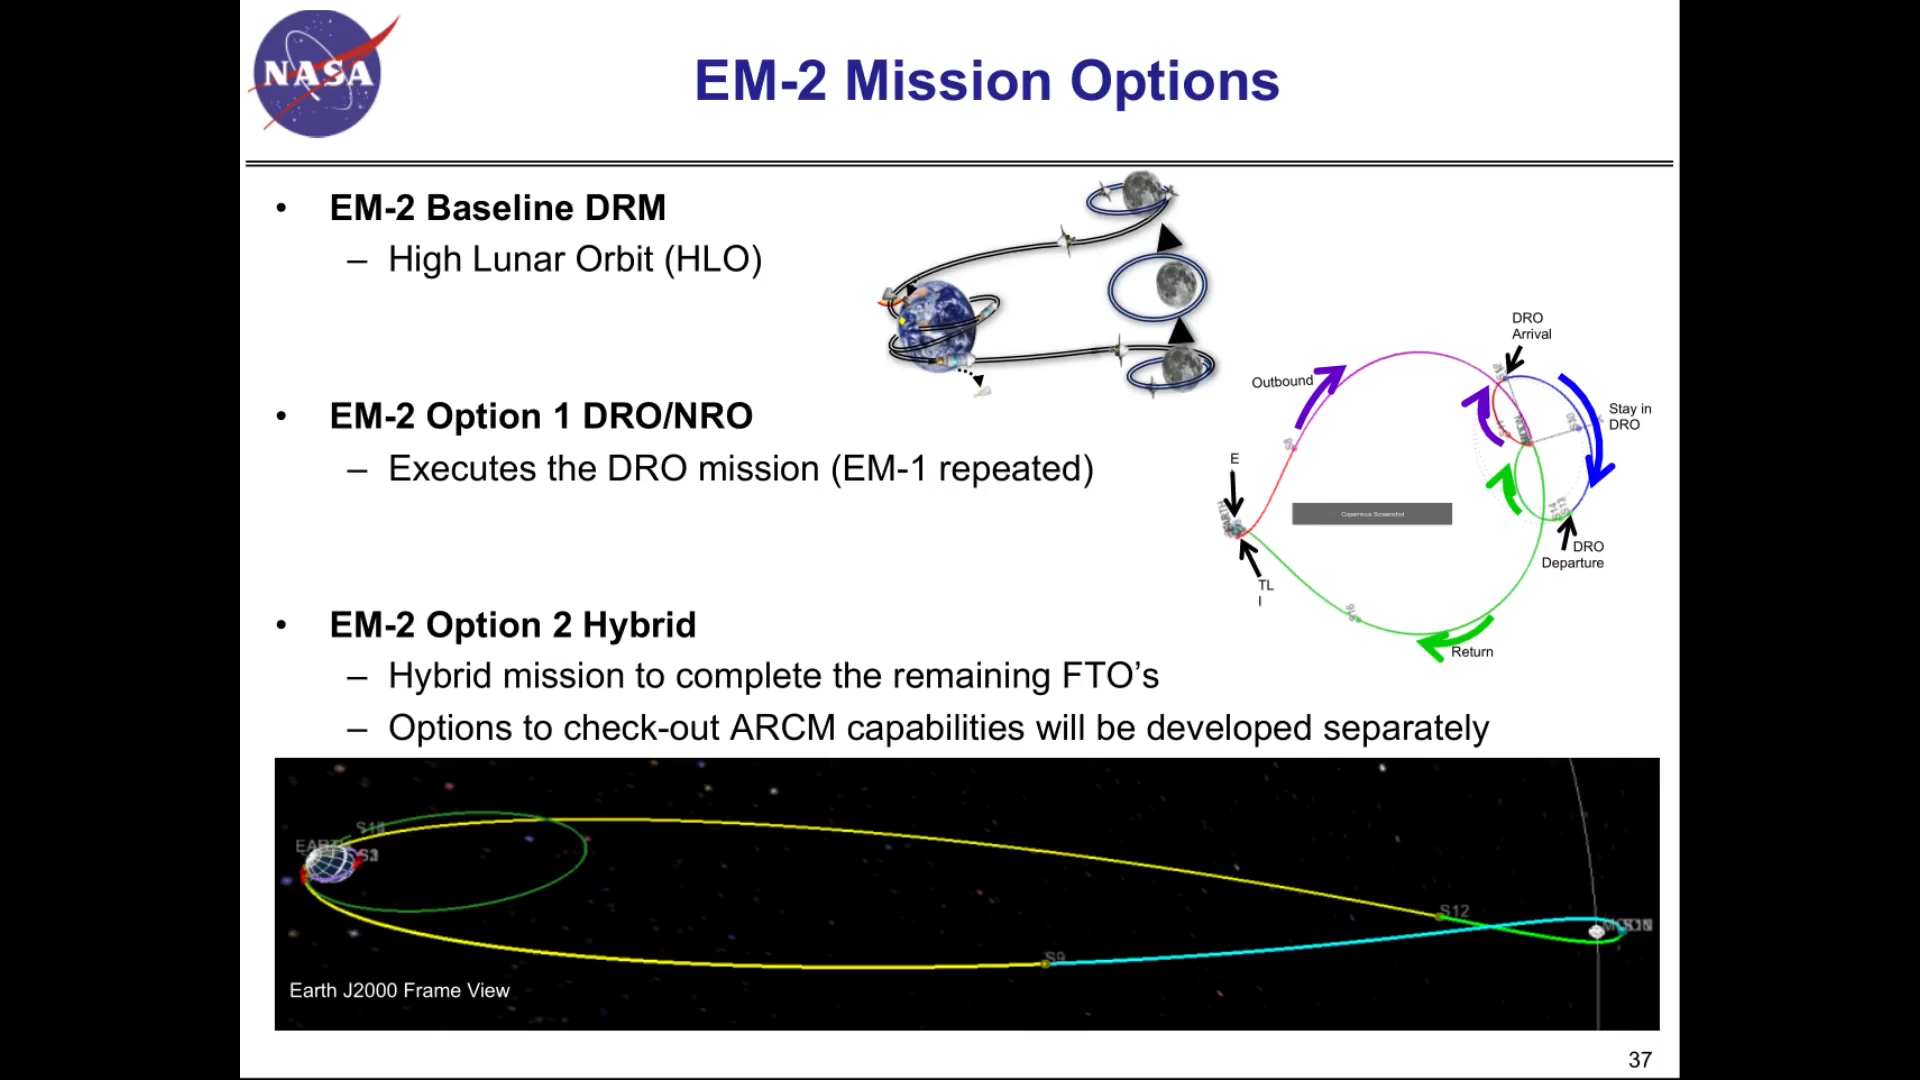 NASA
EM-2 Mission Options
• EM-2 Baseline DRM
– High Lunar Orbit (HLO)
• EM-2 Option 1 DRO/NRO
– Executes the DRO mission (EM-1 repeated)
DRO
Arrival
Outbound
Stay in
DRO
E
EARTH
MOON
Copernicus Screenshot
DRO
Departure
TL
I
Return
• EM-2 Option 2 Hybrid
– Hybrid mission to complete the remaining FTO’s
– Options to check-out ARCM capabilities will be developed separately
S12
S9
Earth J2000 Frame View
37